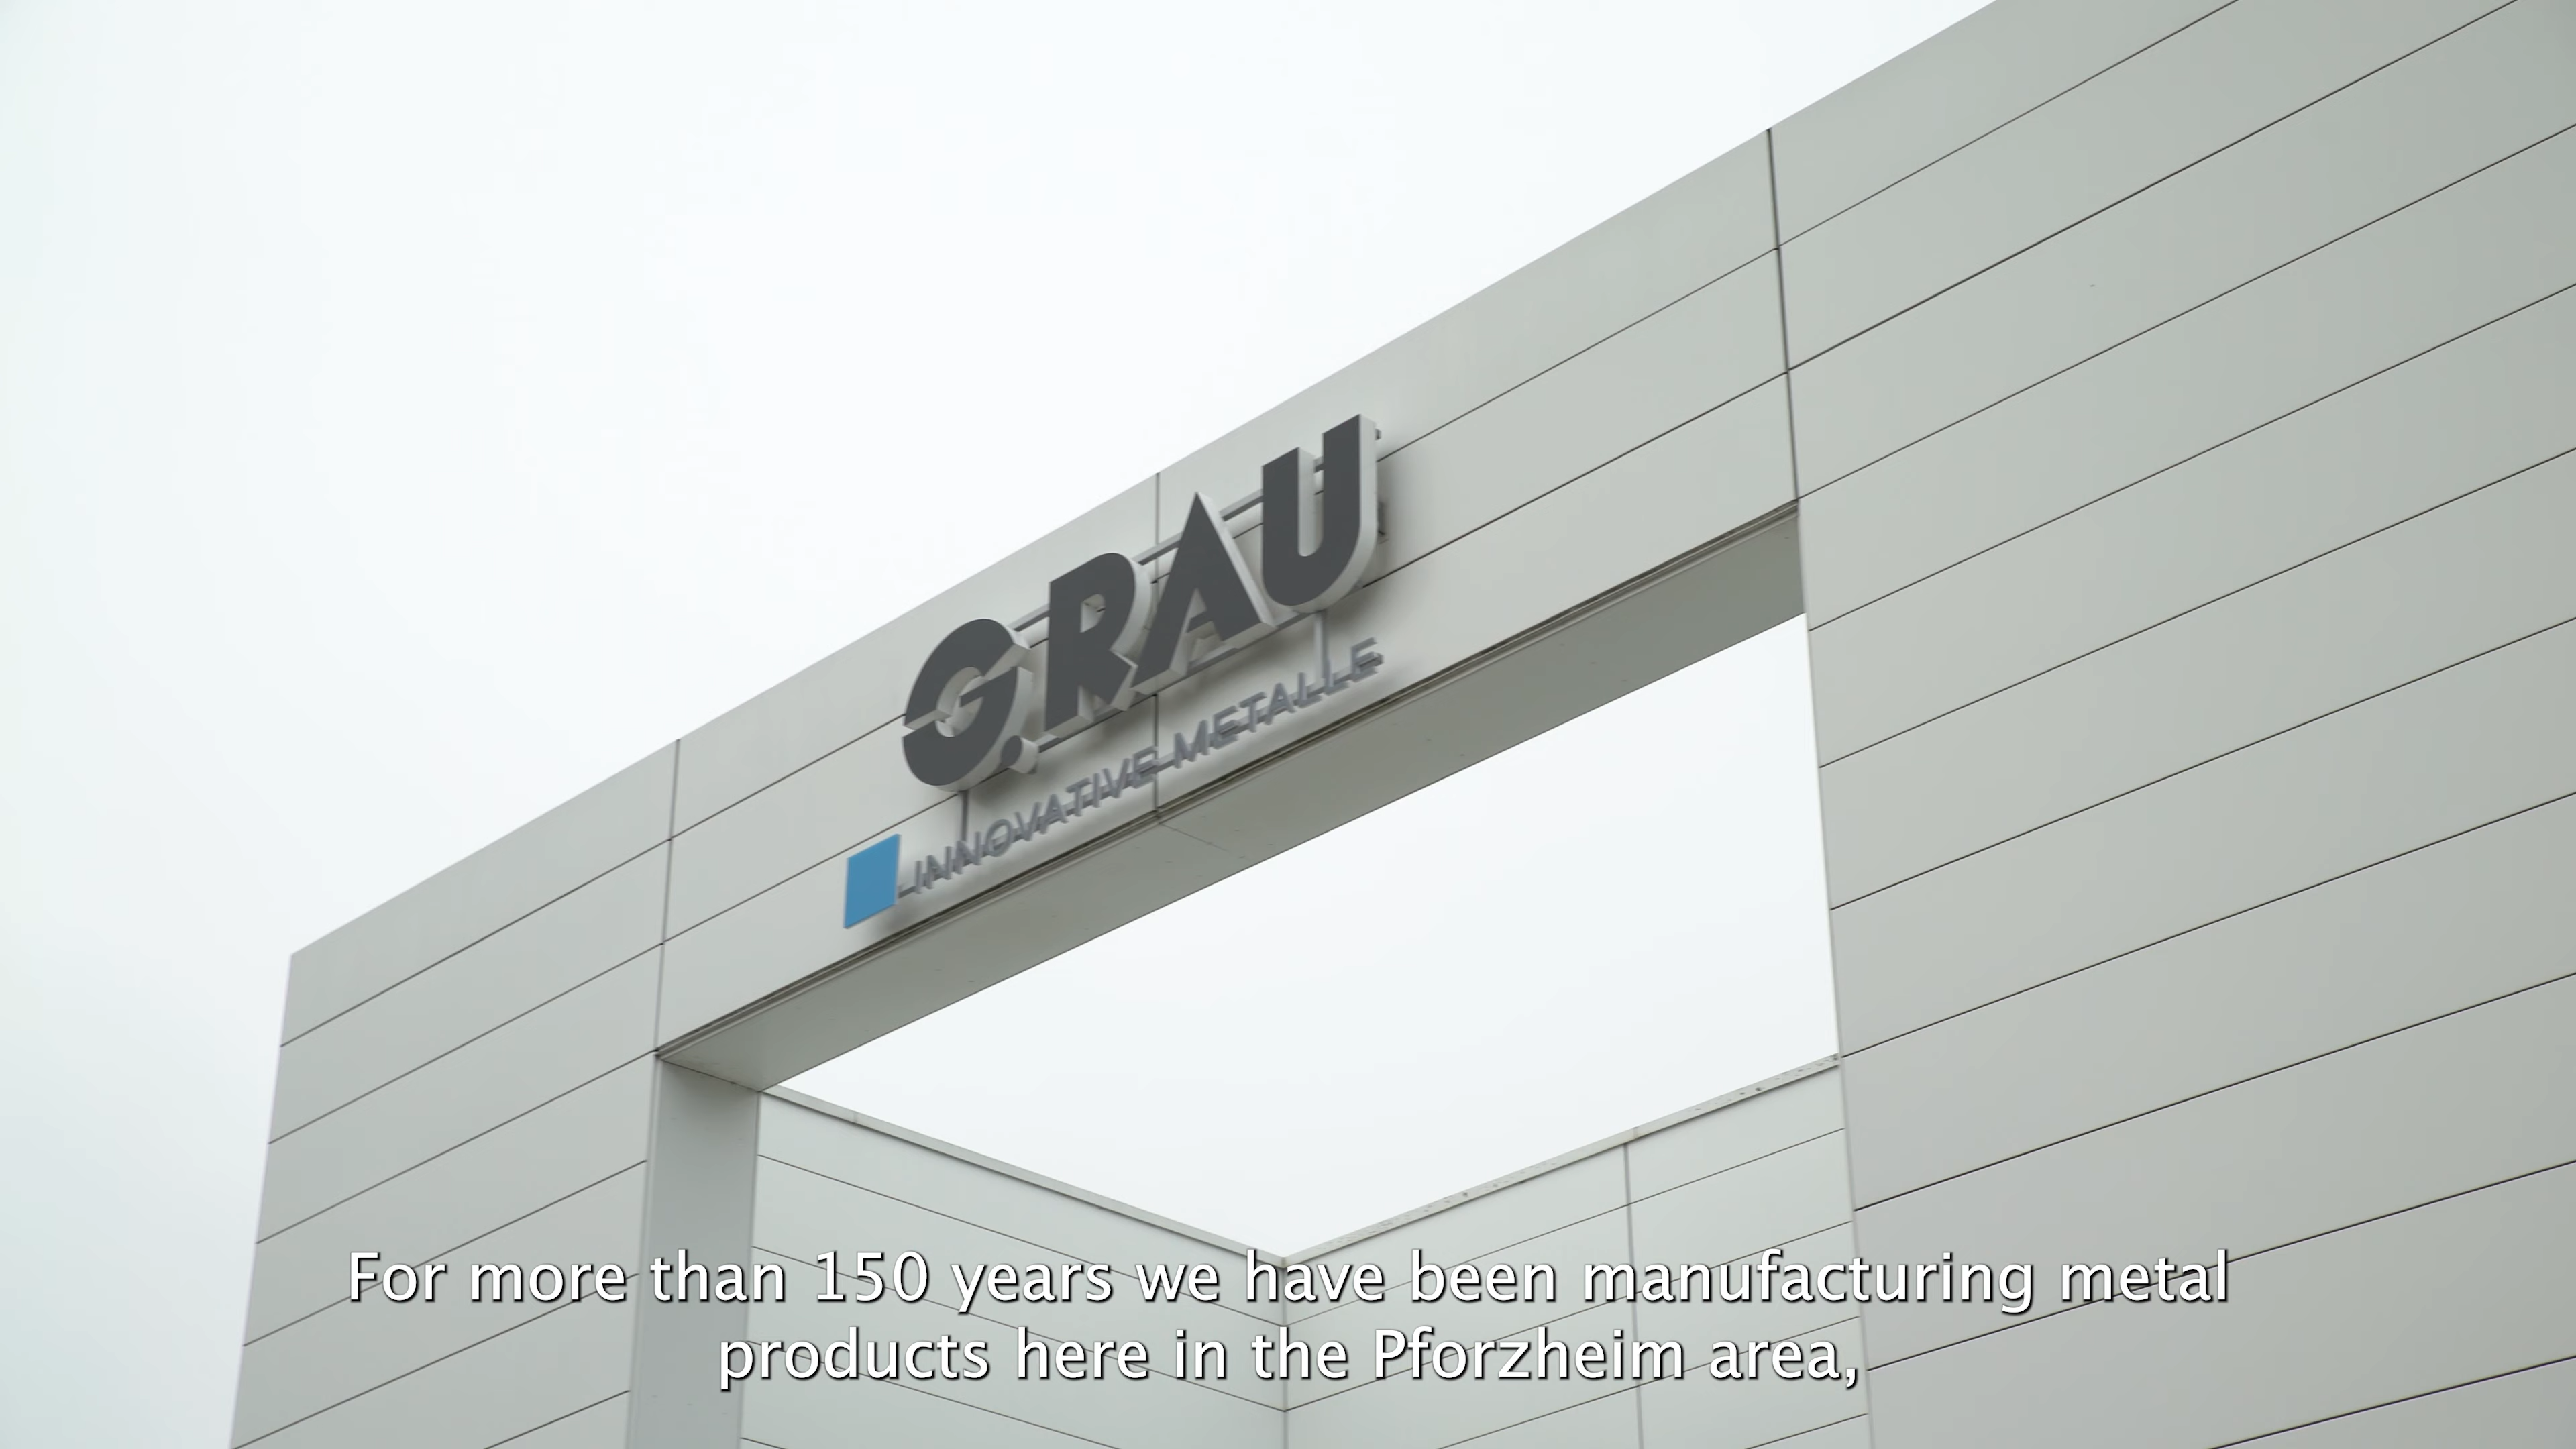 G.RAU
INNOVATIVE METALLE
For more than 150 years we have been manufacturing metal
products here in the Pforzheim area,